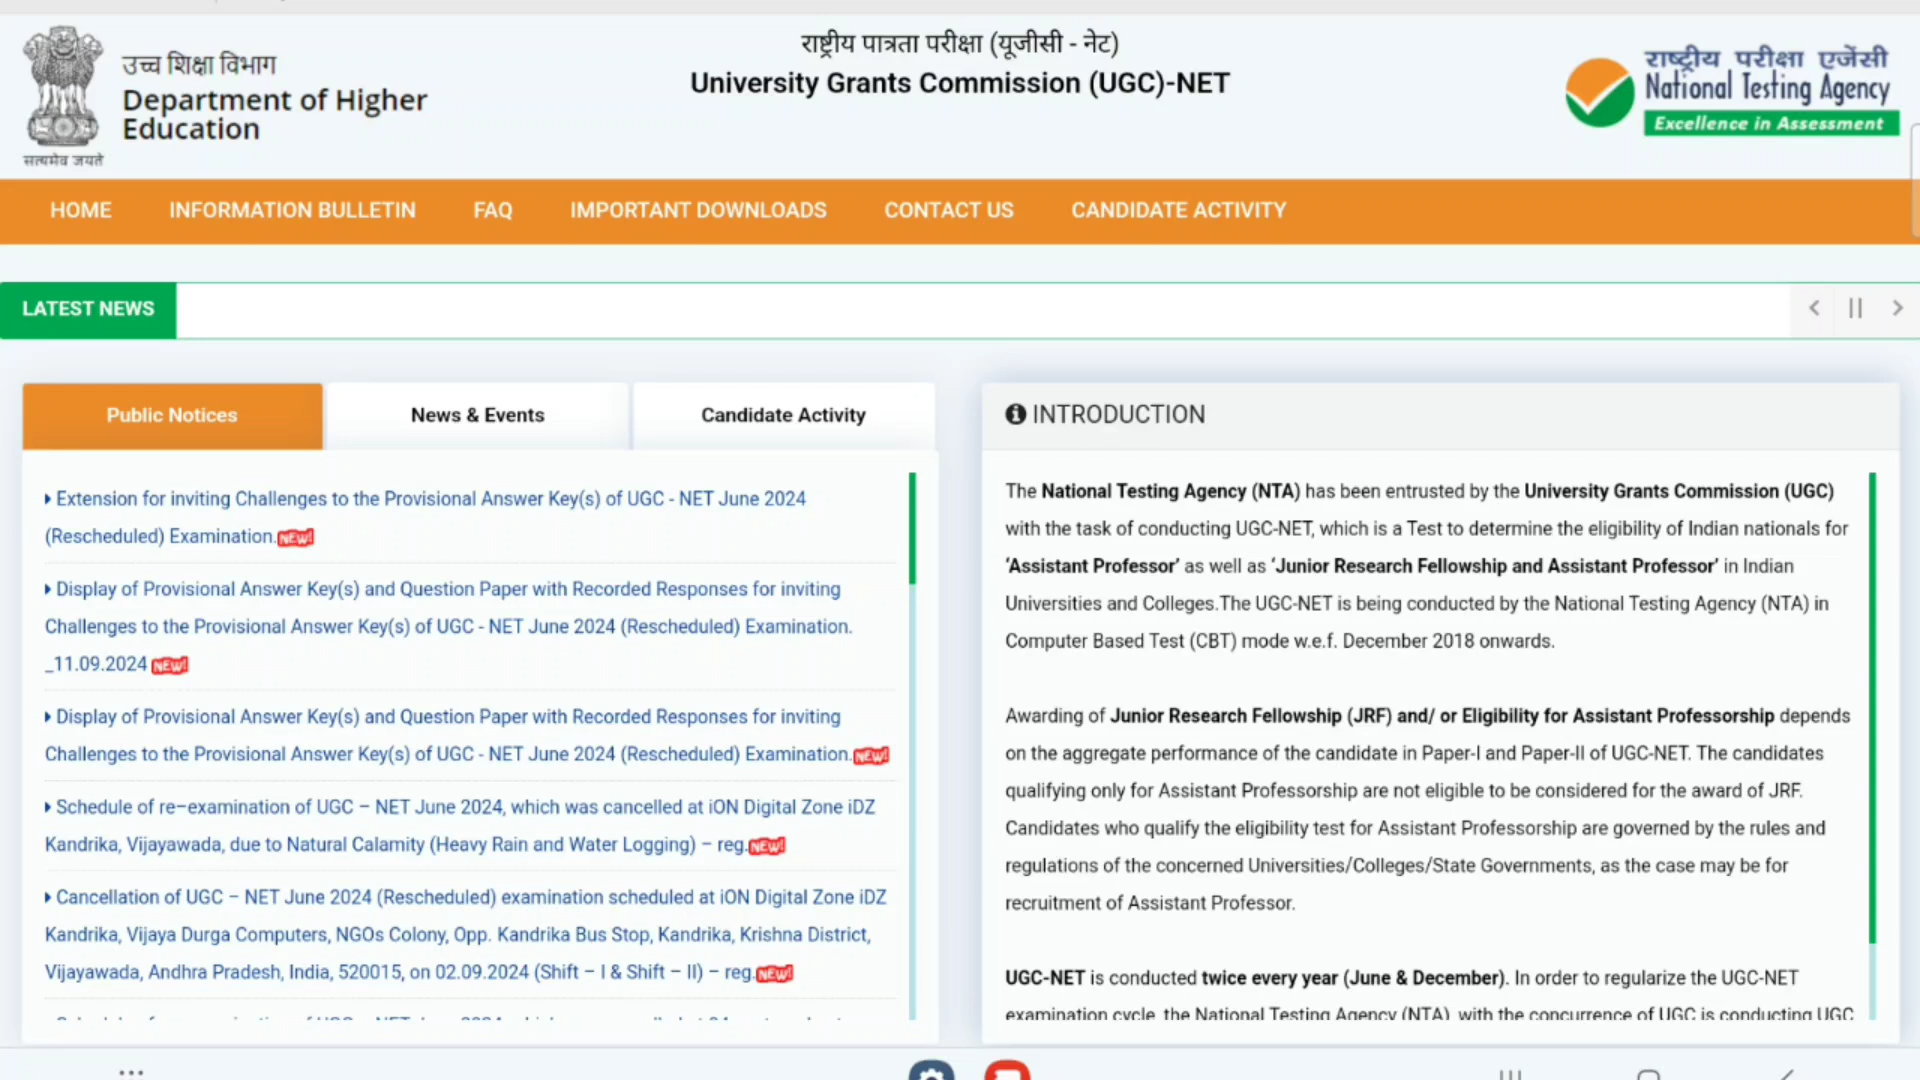 उच्च शिक्षा विभाग
Department of Higher
Education
सत्यमेव जयते
राष्ट्रीय पात्रता परीक्षा (यूजीसी - नेट)
University Grants Commission (UGC)-NET
राष्ट्रीय परीक्षा एजेंसी
National Testing Agency
Excellence in Assessment
HOME INFORMATION BULLETIN FAQ IMPORTANT DOWNLOADS CONTACT US CANDIDATE ACTIVITY
LATEST NEWS
Public Notices News & Events Candidate Activity
Extension for inviting Challenges to the Provisional Answer Key(s) of UGC - NET June 2024
(Rescheduled) Examination. NEW!
Display of Provisional Answer Key(s) and Question Paper with Recorded Responses for inviting
Challenges to the Provisional Answer Key(s) of UGC - NET June 2024 (Rescheduled) Examination.
_11.09.2024 NEW!
Display of Provisional Answer Key(s) and Question Paper with Recorded Responses for inviting
Challenges to the Provisional Answer Key(s) of UGC - NET June 2024 (Rescheduled) Examination. NEW!
Schedule of re–examination of UGC – NET June 2024, which was cancelled at iON Digital Zone iDZ
Kandrika, Vijayawada, due to Natural Calamity (Heavy Rain and Water Logging) – reg. NEW!
Cancellation of UGC – NET June 2024 (Rescheduled) examination scheduled at iON Digital Zone iDZ
Kandrika, Vijaya Durga Computers, NGOs Colony, Opp. Kandrika Bus Stop, Kandrika, Krishna District,
Vijayawada, Andhra Pradesh, India, 520015, on 02.09.2024 (Shift – I & Shift – II) – reg. NEW!
INTRODUCTION
The National Testing Agency (NTA) has been entrusted by the University Grants Commission (UGC)
with the task of conducting UGC-NET, which is a Test to determine the eligibility of Indian nationals for
‘Assistant Professor’ as well as ‘Junior Research Fellowship and Assistant Professor’ in Indian
Universities and Colleges.The UGC-NET is being conducted by the National Testing Agency (NTA) in
Computer Based Test (CBT) mode w.e.f. December 2018 onwards.
Awarding of Junior Research Fellowship (JRF) and/ or Eligibility for Assistant Professorship depends
on the aggregate performance of the candidate in Paper-I and Paper-II of UGC-NET. The candidates
qualifying only for Assistant Professorship are not eligible to be considered for the award of JRF.
Candidates who qualify the eligibility test for Assistant Professorship are governed by the rules and
regulations of the concerned Universities/Colleges/State Governments, as the case may be for
recruitment of Assistant Professor.
UGC-NET is conducted twice every year (June & December). In order to regularize the UGC-NET
examination cycle, the National Testing Agency (NTA), with the concurrence of UGC is conducting UGC